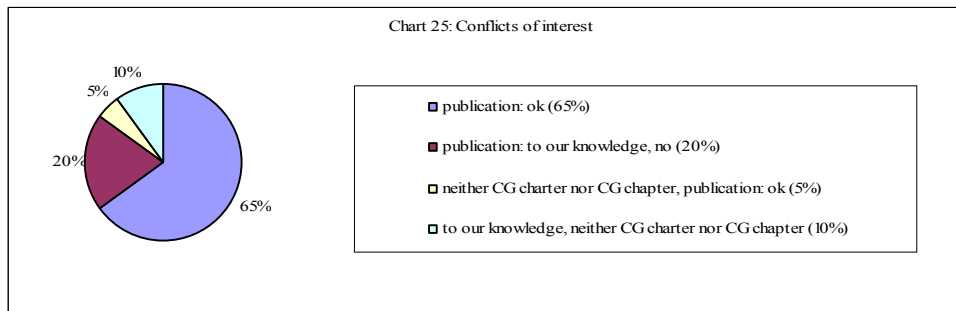 Chart 25: Conflicts of interest
10%
5%
20%
65%
publication: ok (65%)
publication: to our knowledge, no (20%)
neither CG charter nor CG chapter, publication: ok (5%)
to our knowledge, neither CG charter nor CG chapter (10%)